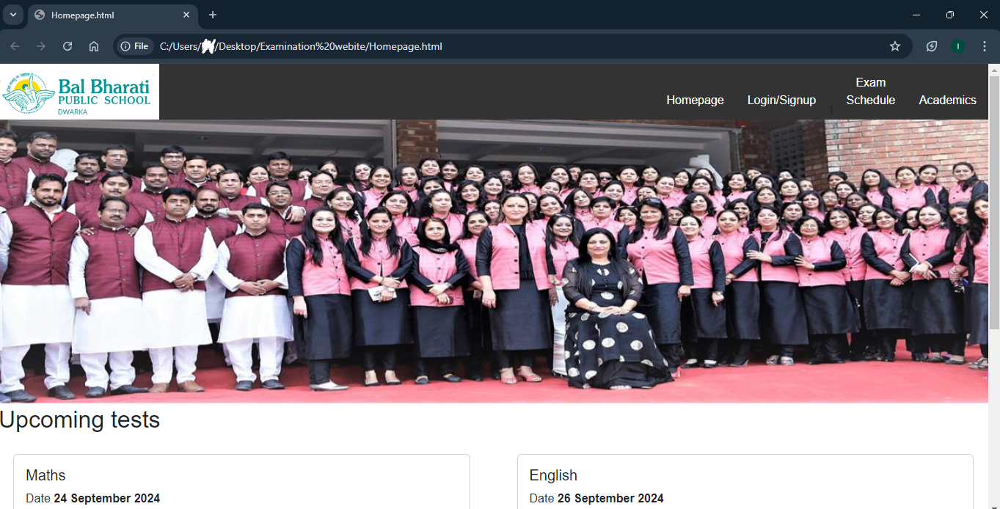 Homepage.html
File
C:/Users/ /Desktop/Examination%20webite/Homepage.html
I
Bal Bharati
PUBLIC SCHOOL
DWARKA
Homepage
Login/Signup
1
Exam
Schedule
Academics
Upcoming tests
Maths
Date 24 September 2024
English
Date 26 September 2024